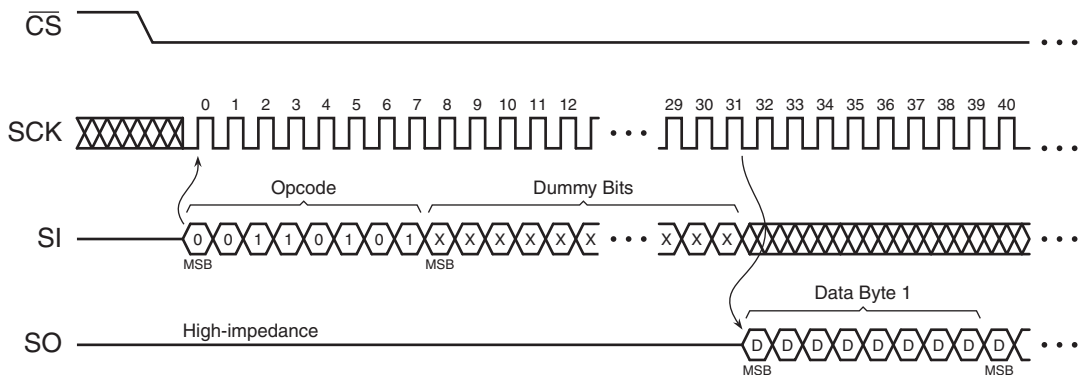 CS
0 1 2 3 4 5 6 7 8 9 10 11 12 29 30 31 32 33 34 35 36 37 38 39 40
SCK
Opcode Dummy Bits
SI 0 0 1 1 0 1 0 1 X X X X X X X X X
MSB MSB
Data Byte 1
High-impedance
SO D D D D D D D D D
MSB MSB